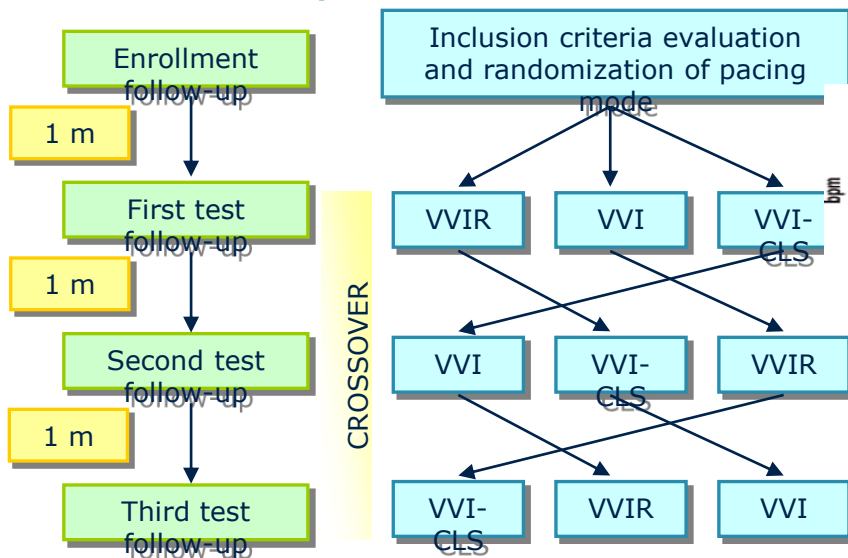 Enrollment
follow-up
Inclusion criteria evaluation
and randomization of pacing
mode
1 m
bpm
First test
follow-up
VVIR
VVI
VVI-
CLS
1 m
CROSSOVER
Second test
follow-up
VVI
VVI-
CLS
VVIR
1 m
Third test
follow-up
VVI-
CLS
VVIR
VVI